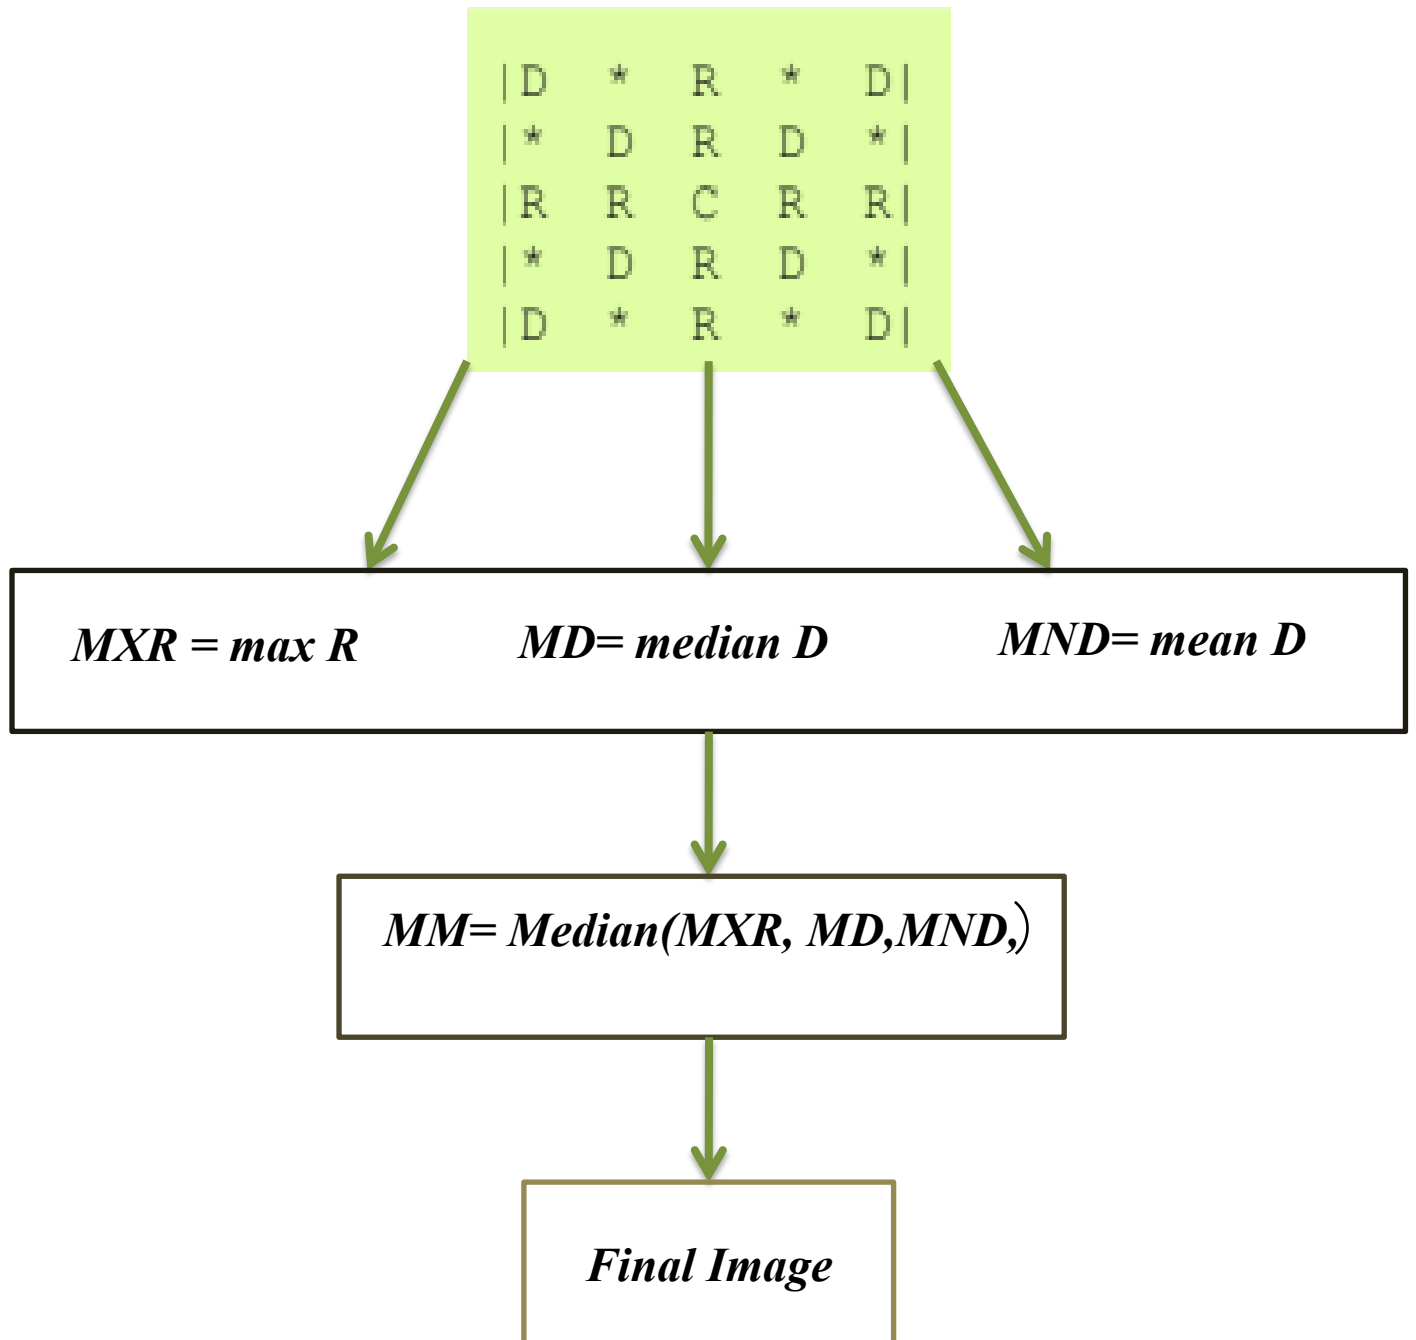 |D * R * D|
|* D R D *|
|R R C R R|
|* D R D *|
|D * R * D|
MXR = max R MD= median D MND= mean D
MM= Median(MXR, MD,MND,)
Final Image